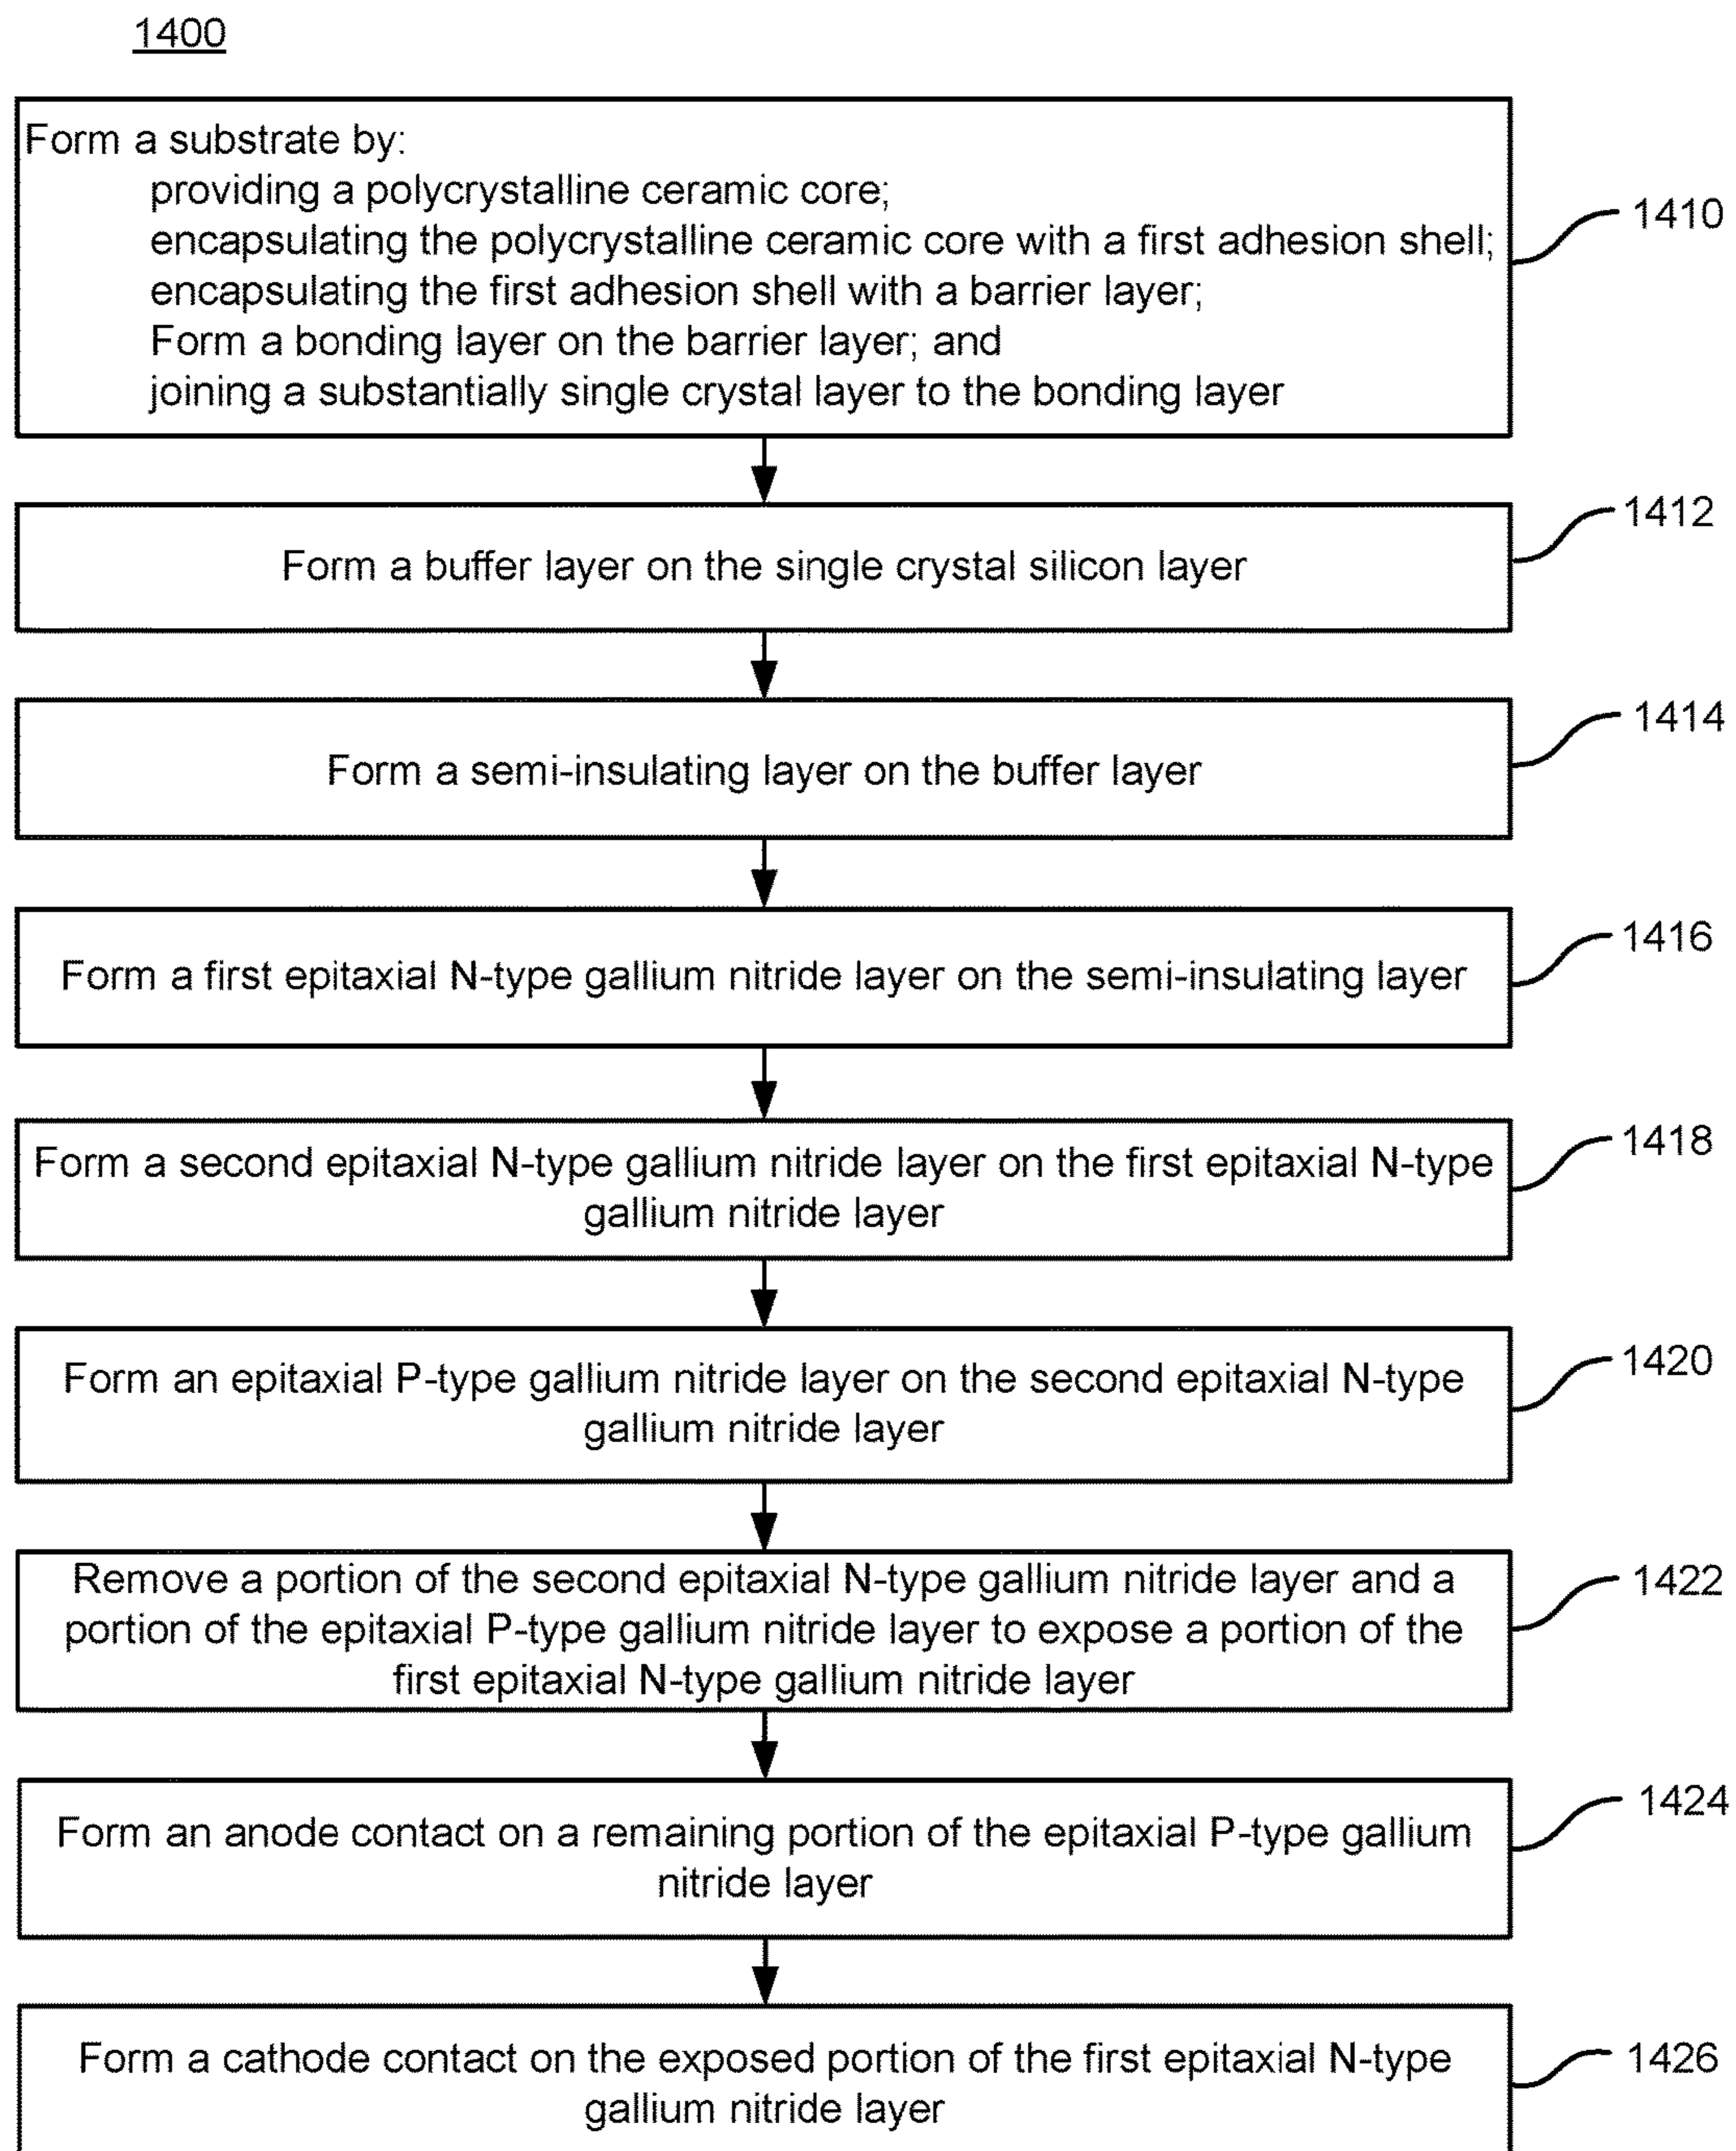 1400
Form a substrate by:
providing a polycrystalline ceramic core;
encapsulating the polycrystalline ceramic core with a first adhesion shell;
encapsulating the first adhesion shell with a barrier layer;
Form a bonding layer on the barrier layer; and
joining a substantially single crystal layer to the bonding layer
1410
Form a buffer layer on the single crystal silicon layer
1412
Form a semi-insulating layer on the buffer layer
1414
Form a first epitaxial N-type gallium nitride layer on the semi-insulating layer
1416
Form a second epitaxial N-type gallium nitride layer on the first epitaxial N-type
gallium nitride layer
1418
Form an epitaxial P-type gallium nitride layer on the second epitaxial N-type
gallium nitride layer
1420
Remove a portion of the second epitaxial N-type gallium nitride layer and a
portion of the epitaxial P-type gallium nitride layer to expose a portion of the
first epitaxial N-type gallium nitride layer
1422
Form an anode contact on a remaining portion of the epitaxial P-type gallium
nitride layer
1424
Form a cathode contact on the exposed portion of the first epitaxial N-type
gallium nitride layer
1426